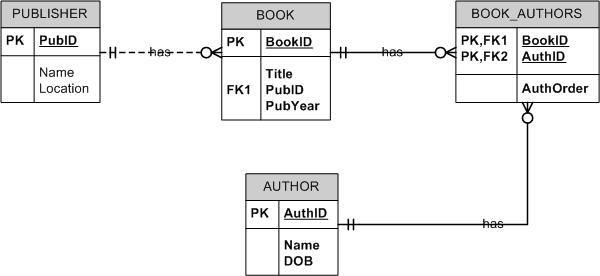 PUBLISHER
PK PubID
Name
Location
has
BOOK
PK BookID
Title
FK1 PubID
PubYear
has
BOOK_AUTHORS
PK,FK1 BookID
PK,FK2 AuthID
AuthOrder
AUTHOR
PK AuthID
Name
DOB
has